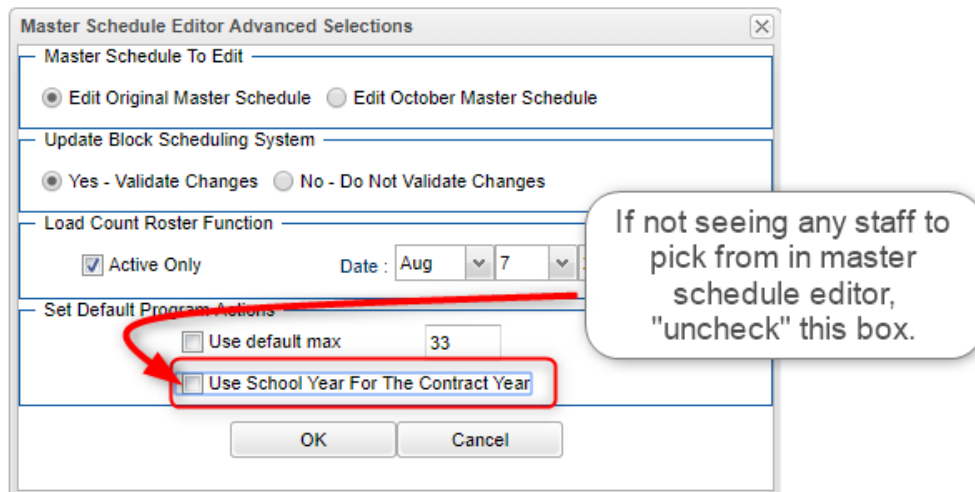 Master Schedule Editor Advanced Selections
Master Schedule To Edit
Edit Original Master Schedule Edit October Master Schedule
Update Block Scheduling System
Yes - Validate Changes No - Do Not Validate Changes
Load Count Roster Function
Active Only Date : Aug 7
Set Default Program Actions
Use default max 33
Use School Year For The Contract Year
OK Cancel
If not seeing any staff to
pick from in master
schedule editor,
"uncheck" this box.